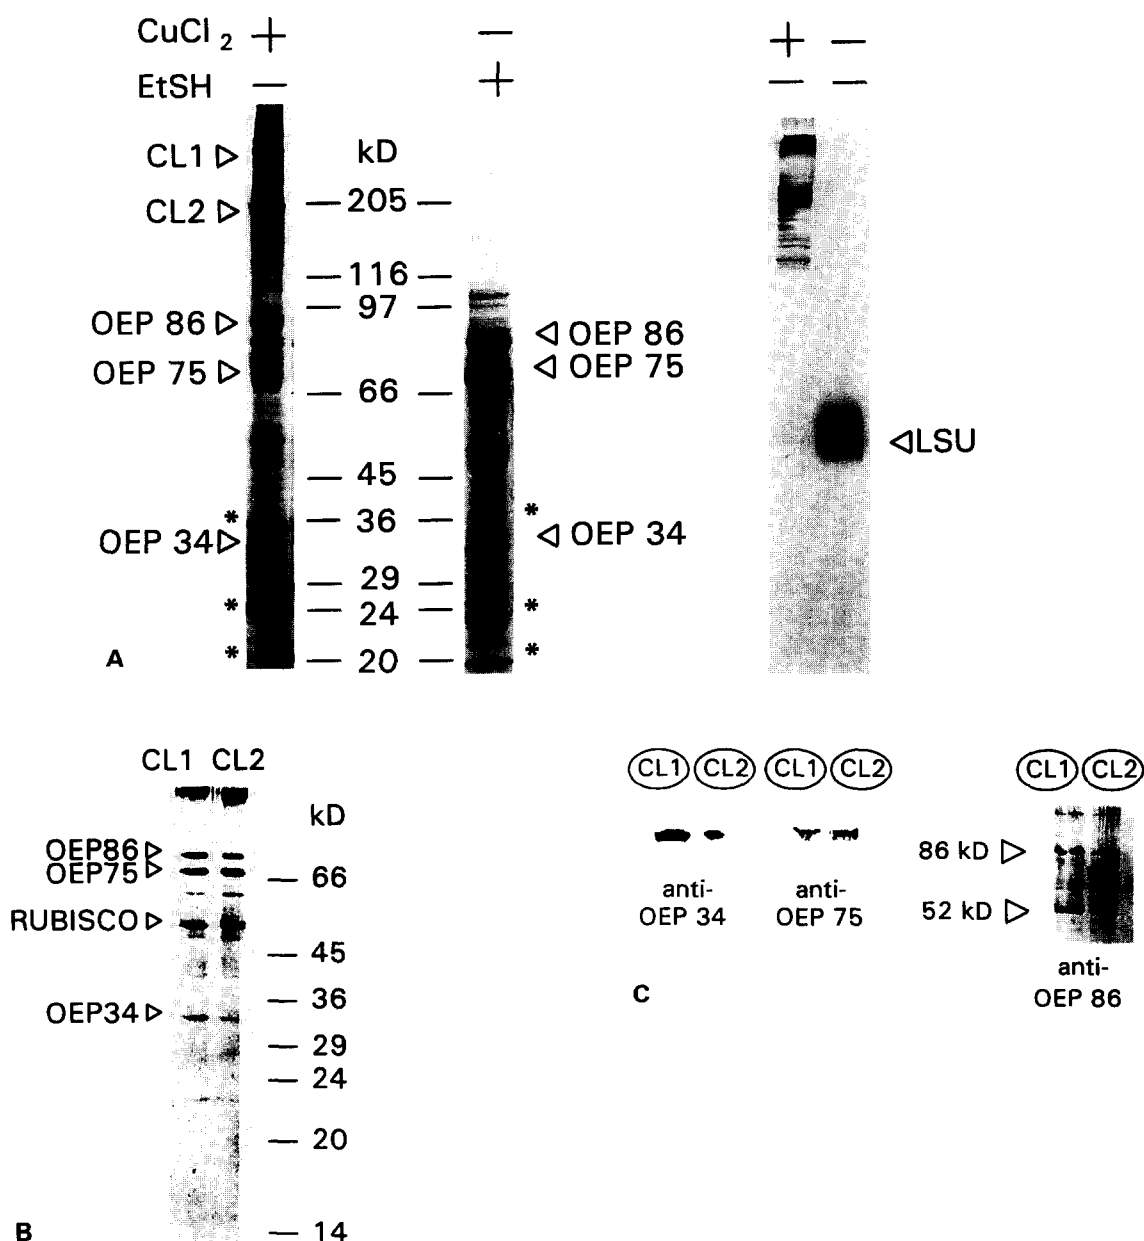 CuCl 2 + − + −
EtSH − + − −
CL1
kD
CL2
205
116
97
OEP 86
OEP 86
OEP 75
OEP 75
66
LSU
45
*
*
36
OEP 34
OEP 34
29
*
24
*
*
20
*
A
CL1 CL2
kD
OEP86
OEP75
66
RUBISCO
45
36
OEP34
29
24
20
14
B
CL1 CL2 CL1 CL2
anti-
OEP 34
anti-
OEP 75
C
CL1 CL2
86 kD
52 kD
anti-
OEP 86